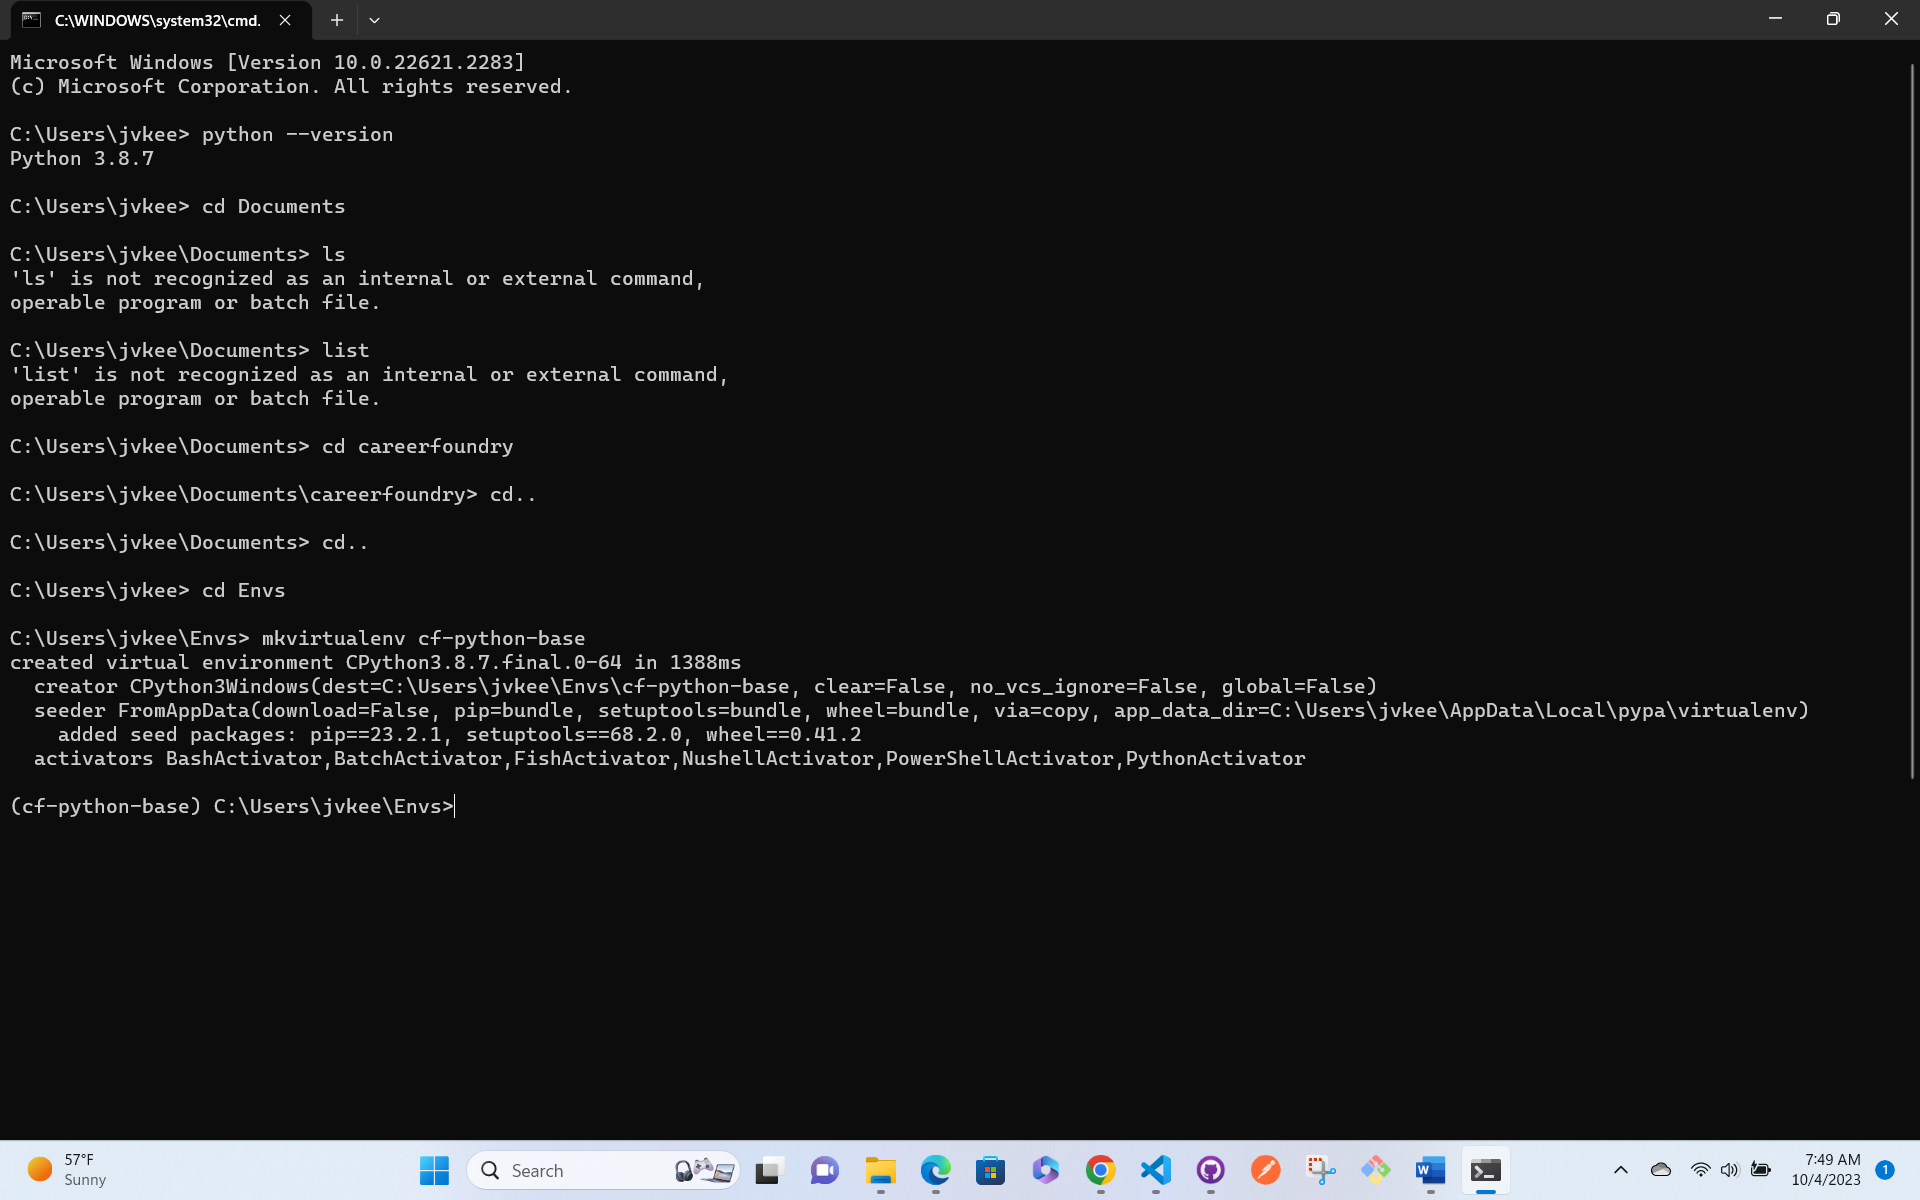 C:\WINDOWS\system32\cmd.
Microsoft Windows [Version 10.0.22621.2283]
(c) Microsoft Corporation. All rights reserved.
C:\Users\jvkee> python --version
Python 3.8.7
C:\Users\jvkee> cd Documents
C:\Users\jvkee\Documents> ls
'ls' is not recognized as an internal or external command,
operable program or batch file.
C:\Users\jvkee\Documents> list
'list' is not recognized as an internal or external command,
operable program or batch file.
C:\Users\jvkee\Documents> cd careerfoundry
C:\Users\jvkee\Documents\careerfoundry> cd..
C:\Users\jvkee\Documents> cd..
C:\Users\jvkee> cd Envs
C:\Users\jvkee\Envs> mkvirtualenv cf-python-base
created virtual environment CPython3.8.7.final.0-64 in 1388ms
  creator CPython3Windows(dest=C:\Users\jvkee\Envs\cf-python-base, clear=False, no_vcs_ignore=False, global=False)
  seeder FromAppData(download=False, pip=bundle, setuptools=bundle, wheel=bundle, via=copy, app_data_dir=C:\Users\jvkee\AppData\Local\pypa\virtualenv)
    added seed packages: pip==23.2.1, setuptools==68.2.0, wheel==0.41.2
  activators BashActivator,BatchActivator,FishActivator,NushellActivator,PowerShellActivator,PythonActivator
(cf-python-base) C:\Users\jvkee\Envs>
57°F
Sunny
Search
7:49 AM
10/4/2023
1